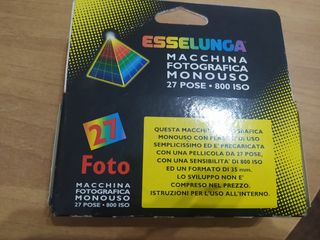 ESSELUNGA
MACCHINA
FOTOGRAFICA
MONOUSO
27 POSE • 800 ISO
27
Foto
MACCHINA
FOTOGRAFICA
MONOUSO
27 POSE • 800 ISO
QUESTA MACCHINA FOTOGRAFICA
MONOUSO CON PELLICOLA DI USO
SEMPLICISSIMO ED E' PRECARICATA
CON UNA PELLICOLA DA 27 POSE,
CON UNA SENSIBILITA' DI 800 ISO
ED UN FORMATO DI 35 mm.
LO SVILUPPO NON E'
COMPRESO NEL PREZZO.
ISTRUZIONI PER L'USO ALL'INTERNO.